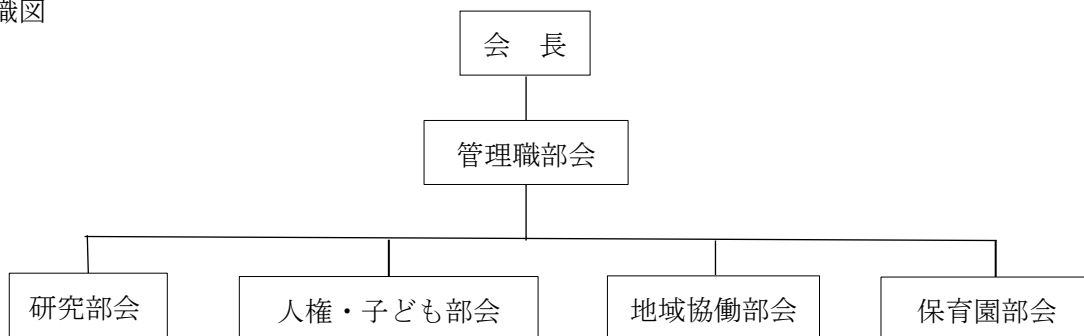 織図
会　長
管理職部会
研究部会
人権・子ども部会
地域協働部会
保育園部会